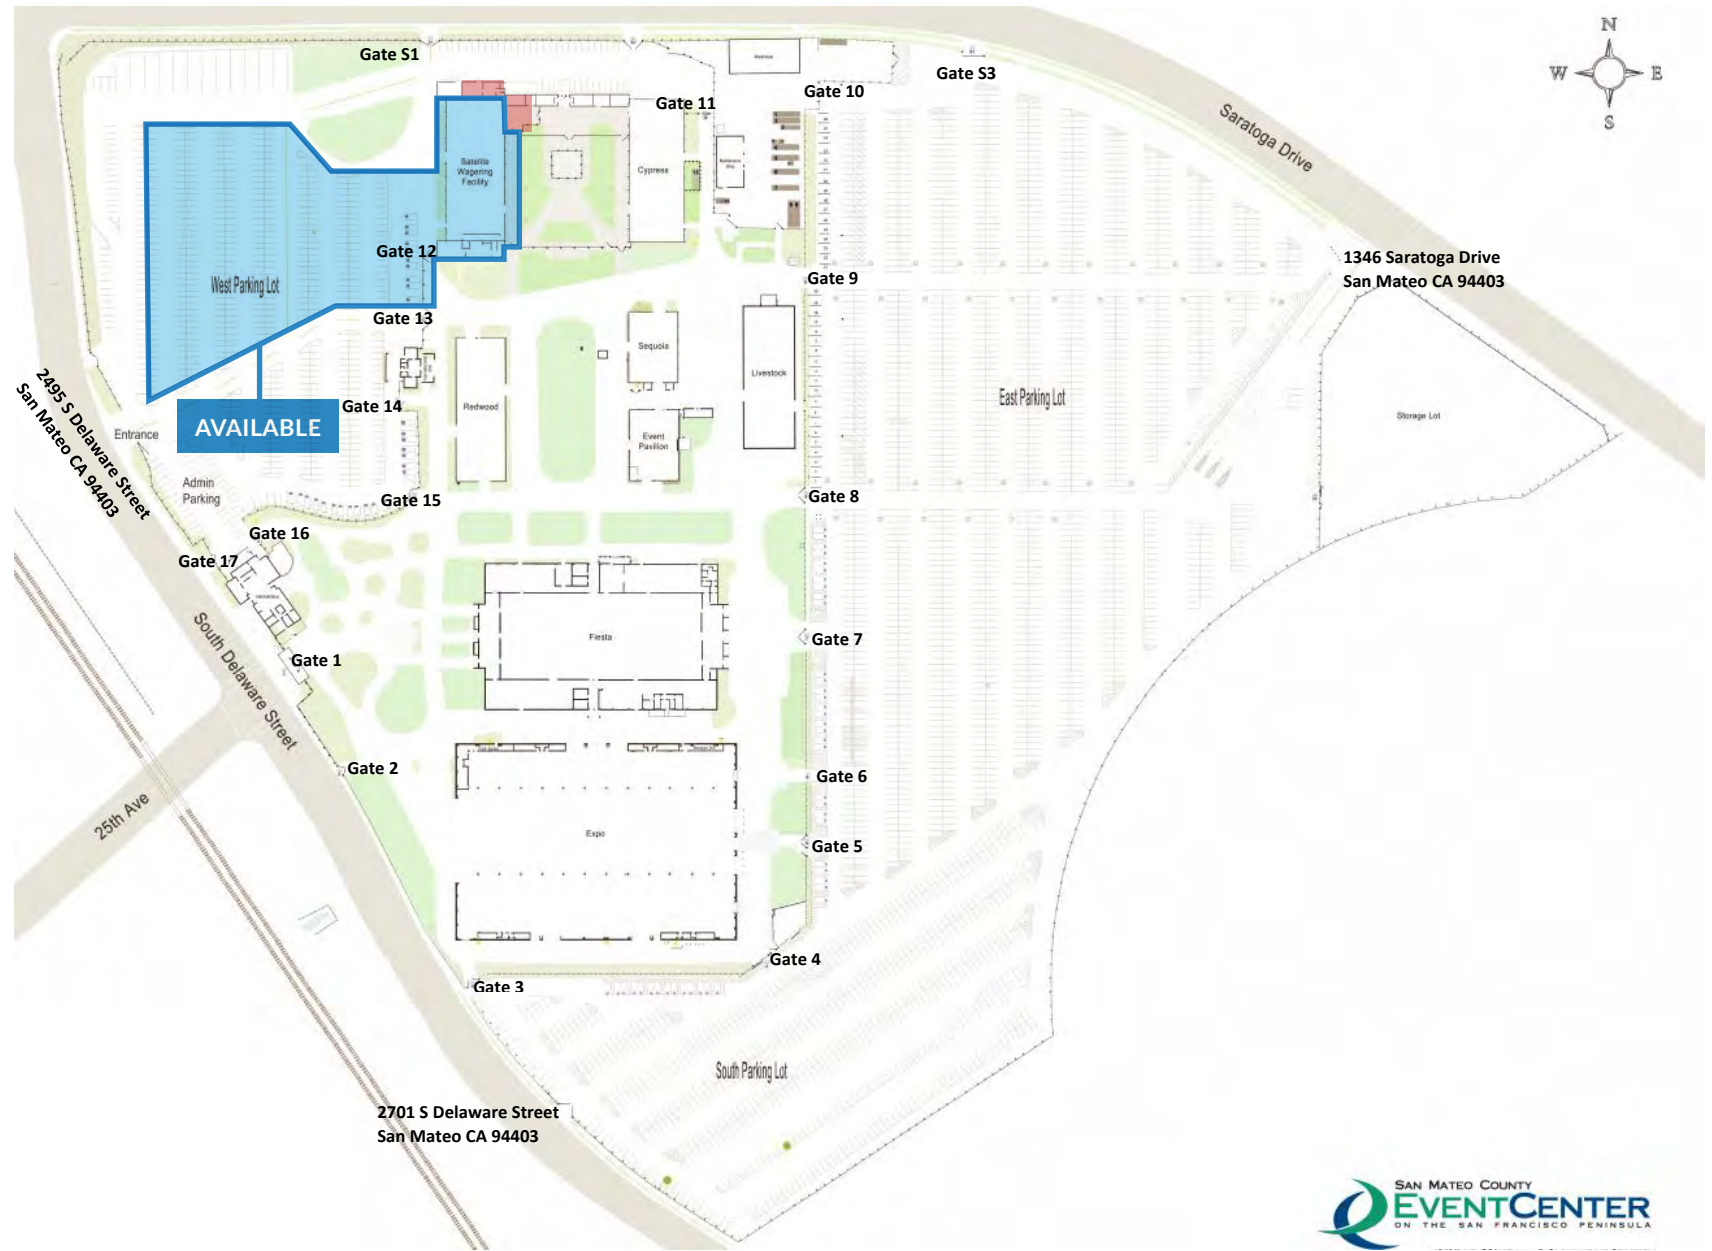 N
W E
S
Gate S1
Gate S3
Gate 11
Gate 10
Saratoga Drive
Satellite
Wagering
Facility
Cypress
Gate 12
1346 Saratoga Drive
San Mateo CA 94403
West Parking Lot
Gate 9
Gate 13
Sequoia
Livestock
2495 S Delaware Street
San Mateo CA 94403
Gate 14
Redwood
East Parking Lot
Storage Lot
AVAILABLE
Event
Pavilion
Entrance
Admin
Parking
Gate 15
Gate 8
Gate 16
Gate 17
Fiesta
Gate 7
South Delaware Street
Gate 1
Gate 2
Gate 6
25th Ave
Expo
Gate 5
Gate 4
Gate 3
South Parking Lot
2701 S Delaware Street
San Mateo CA 94403
SAN MATEO COUNTY
EVENTCENTER
ON THE SAN FRANCISCO PENINSULA